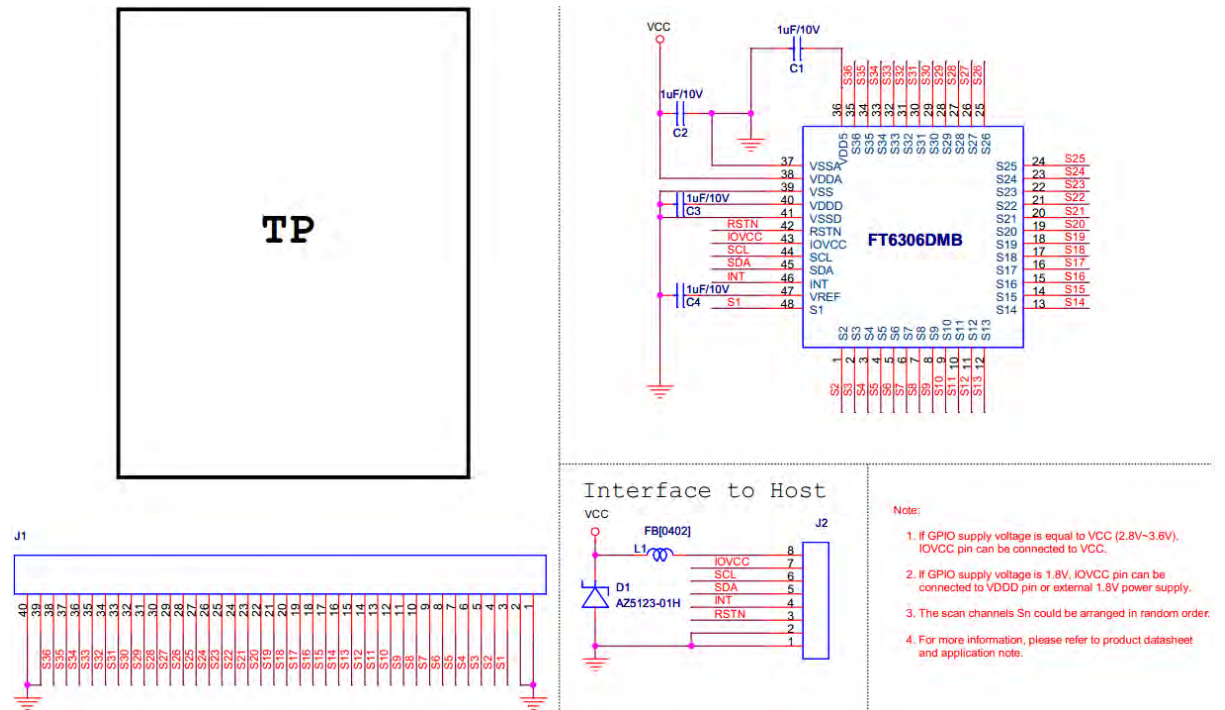 TP
J1
40 39 38 37 36 35 34 33 32 31 30 29 28 27 26 25 24 23 22 21 20 19 18 17 16 15 14 13 12 11 10 9 8 7 6 5 4 3 2 1
S36 S35 S34 S33 S32 S31 S30 S29 S28 S27 S26 S25 S24 S23 S22 S21 S20 S19 S18 S17 S16 S15 S14 S13 S12 S11 S10 S9 S8 S7 S6 S5 S4 S3 S2 S1
VCC
1uF/10V
C1
1uF/10V
C2
S36 S35 S34 S33 S32 S31 S30 S29 S28 S27 S26
36 35 34 33 32 31 30 29 28 27 26 25
VDD5 S36 S35 S34 S33 S32 S31 S30 S29 S28 S27 S26
37 VSSA
38 VDDA
39 VSS
1uF/10V 40 VDDD
C3
41 VSSD
RSTN 42 RSTN
IOVCC 43 IOVCC
SCL 44 SCL
SDA 45 SDA
INT 46 INT
1uF/10V 47 VREF
C4
S1 48 S1
FT6306DMB
S25 24 S25
S24 23 S24
S23 22 S23
S22 21 S22
S21 20 S21
S20 19 S20
S19 18 S19
S18 17 S18
S17 16 S17
S16 15 S16
S15 14 S15
S14 13 S14
S2 S3 S4 S5 S6 S7 S8 S9 S10 S11 S12 S13
1 2 3 4 5 6 7 8 9 10 11 12
S2 S3 S4 S5 S6 S7 S8 S9 S10 S11 S12 S13
Interface to Host
VCC
FB[0402]
L1
J2
8
IOVCC 7
SCL 6
SDA 5
INT 4
RSTN 3
2
1
D1
AZ5123-01H
Note:
1. If GPIO supply voltage is equal to VCC (2.8V~3.6V),
IOVCC pin can be connected to VCC.
2. If GPIO supply voltage is 1.8V, IOVCC pin can be
connected to VDDD pin or external 1.8V power supply.
3. The scan channels Sn could be arranged in random order.
4. For more information, please refer to product datasheet
and application note.